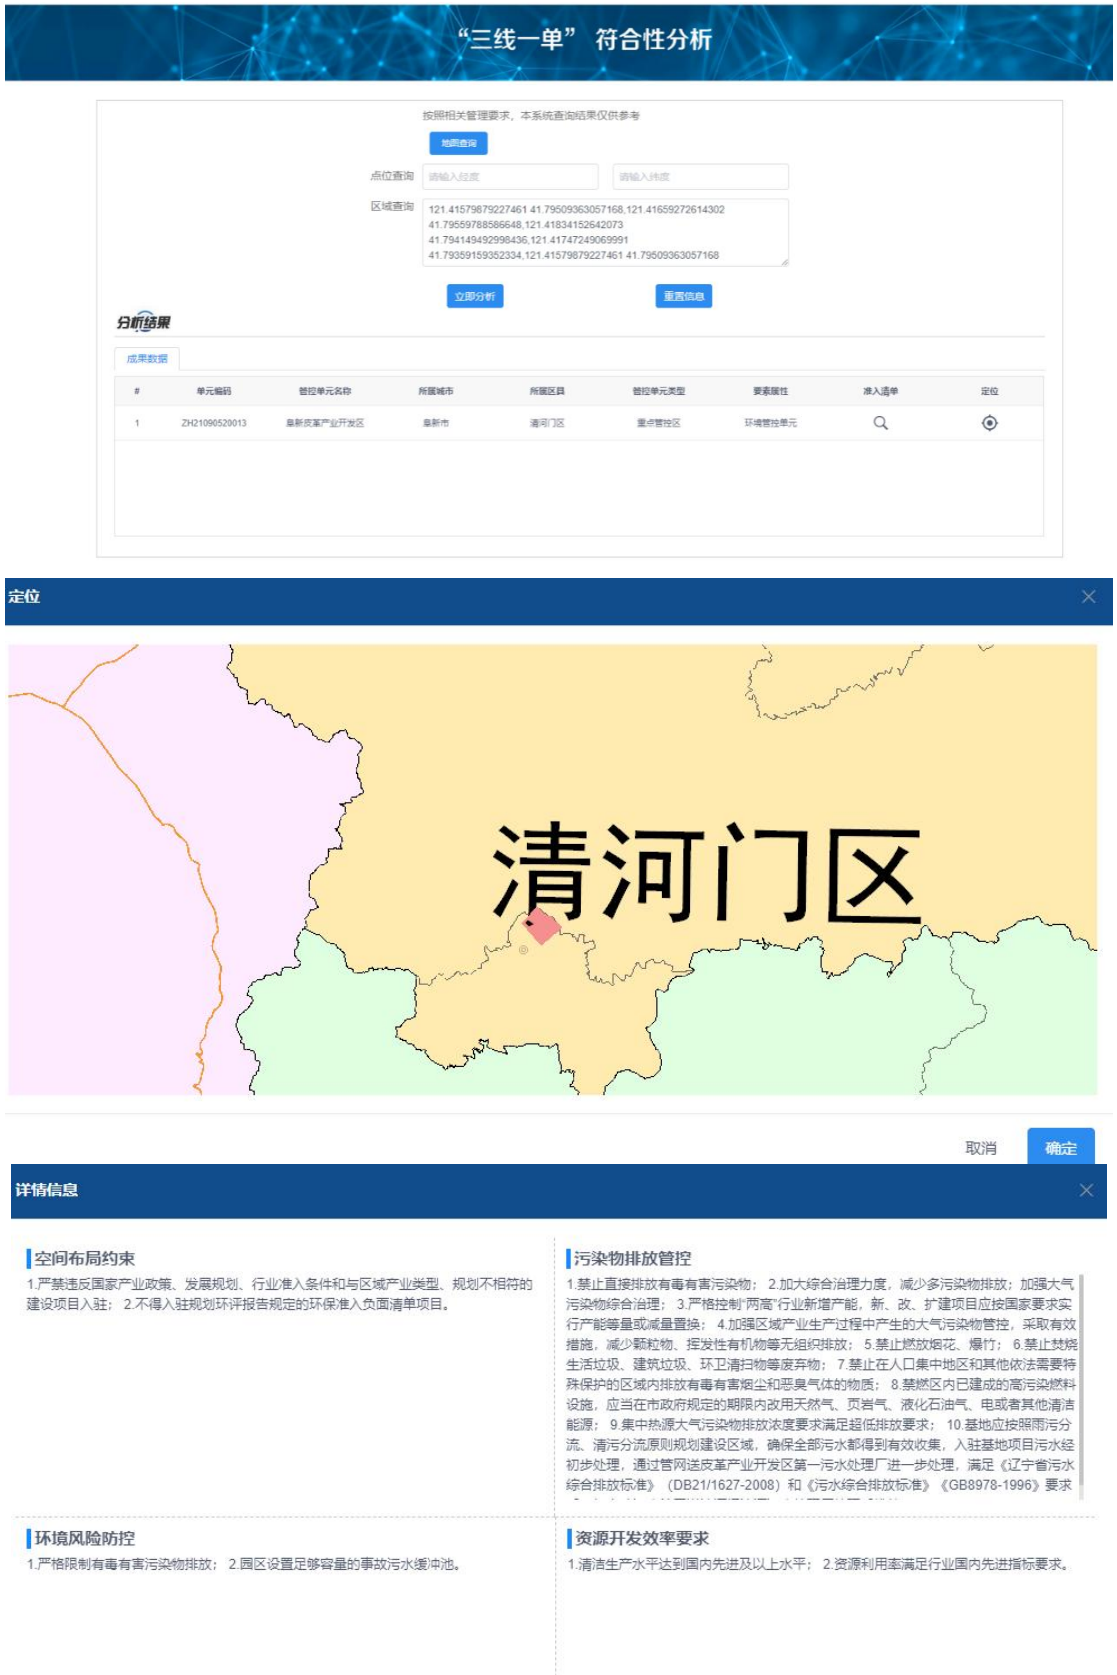 “三线一单” 符合性分析
按照相关管理要求，本系统查询结果仅供参考
地图查询
点位查询 请输入经度 请输入纬度
区域查询 121.41579879227461 41.79509363057168,121.41659272614302
41.79559788586648,121.41834152642073
41.794149492998436,121.41747249069991
41.79359159352334,121.41579879227461 41.79509363057168
立即分析 重置信息
分析结果
成果数据
# 单元编码 管控单元名称 所属城市 所属区县 管控单元类型 要素属性 准入清单 定位
1 ZH21090520013 阜新皮革产业开发区 阜新市 清河门区 重点管控区 环境管控单元
定位
清河门区
取消 确定
详情信息
空间布局约束
1.严禁违反国家产业政策、发展规划、行业准入条件和与区域产业类型、规划不相符的
建设项目入驻； 2.不得入驻规划环评报告规定的环保准入负面清单项目。
污染物排放管控
1.禁止直接排放有毒有害污染物； 2.加大综合治理力度，减少多污染物排放；加强大气
污染物综合治理； 3.严格控制“两高”行业新增产能，新、改、扩建项目应按国家要求实
行产能等量或减量置换； 4.加强区域产业生产过程中产生的大气污染物管控，采取有效
措施，减少颗粒物、挥发性有机物等无组织排放； 5.禁止燃放烟花、爆竹； 6.禁止焚烧
生活垃圾、建筑垃圾、环卫清扫物等废弃物； 7.禁止在人口集中地区和其他依法需要特
殊保护的区域内排放有毒有害烟尘和恶臭气体的物质； 8.禁燃区内已建成的高污染燃料
设施，应当在市政府规定的期限内改用天然气、页岩气、液化石油气、电或者其他清洁
能源； 9.集中热源大气污染物排放浓度要求满足超低排放要求； 10.基地应按照雨污分
流、清污分流原则规划建设区域，确保全部污水都得到有效收集，入驻基地项目污水经
初步处理，通过管网送皮革产业开发区第一污水处理厂进一步处理，满足《辽宁省污水
综合排放标准》（DB21/1627-2008）和《污水综合排放标准》《GB8978-1996》要求
环境风险防控
1.严格限制有毒有害污染物排放； 2.园区设置足够容量的事故污水缓冲池。
资源开发效率要求
1.清洁生产水平达到国内先进及以上水平； 2.资源利用率满足行业国内先进指标要求。